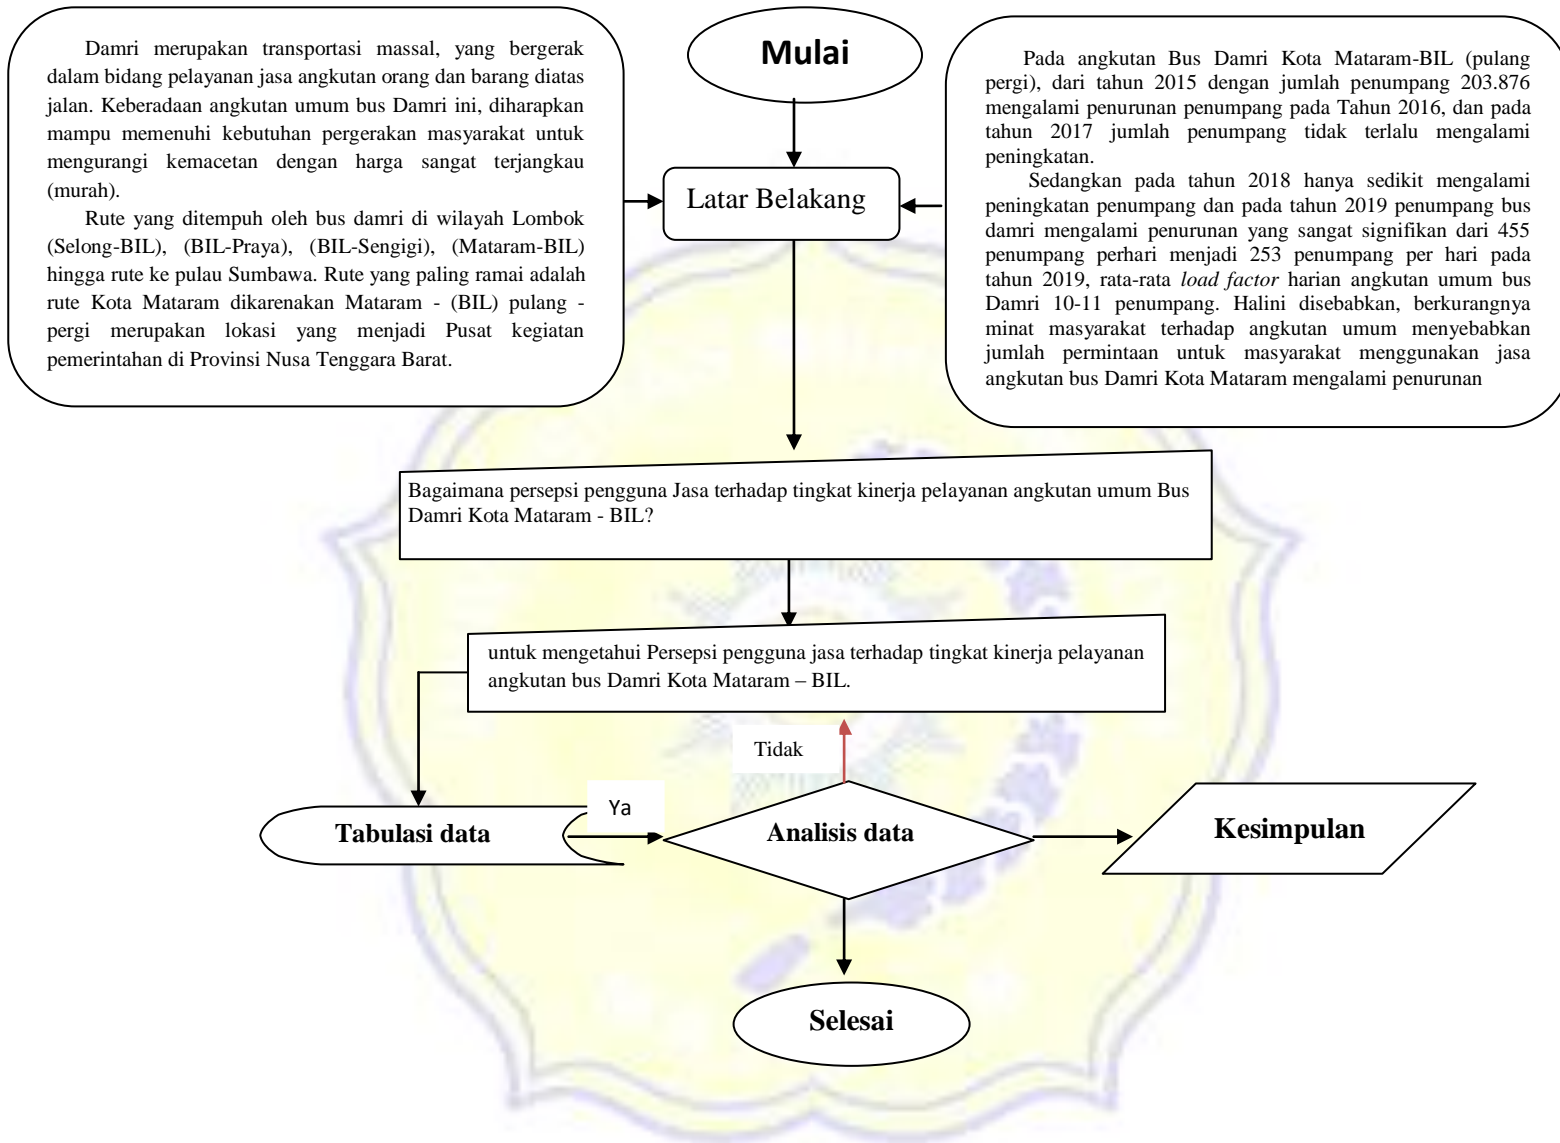 Mulai
Damri merupakan transportasi massal, yang bergerak
dalam bidang pelayanan jasa angkutan orang dan barang diatas
jalan. Keberadaan angkutan umum bus Damri ini, diharapkan
mampu memenuhi kebutuhan pergerakan masyarakat untuk
mengurangi kemacetan dengan harga sangat terjangkau
(murah).
Rute yang ditempuh oleh bus damri di wilayah Lombok
(Selong-BIL), (BIL-Praya), (BIL-Sengigi), (Mataram-BIL)
hingga rute ke pulau Sumbawa. Rute yang paling ramai adalah
rute Kota Mataram dikarenakan Mataram - (BIL) pulang -
pergi merupakan lokasi yang menjadi Pusat kegiatan
pemerintahan di Provinsi Nusa Tenggara Barat.
Latar Belakang
Pada angkutan Bus Damri Kota Mataram-BIL (pulang
pergi), dari tahun 2015 dengan jumlah penumpang 203.876
mengalami penurunan penumpang pada Tahun 2016, dan pada
tahun 2017 jumlah penumpang tidak terlalu mengalami
peningkatan.
Sedangkan pada tahun 2018 hanya sedikit mengalami
peningkatan penumpang dan pada tahun 2019 penumpang bus
damri mengalami penurunan yang sangat signifikan dari 455
penumpang perhari menjadi 253 penumpang per hari pada
tahun 2019, rata-rata load factor harian angkutan umum bus
Damri 10-11 penumpang. Halini disebabkan, berkurangnya
minat masyarakat terhadap angkutan umum menyebabkan
jumlah permintaan untuk masyarakat menggunakan jasa
angkutan bus Damri Kota Mataram mengalami penurunan
Bagaimana persepsi pengguna Jasa terhadap tingkat kinerja pelayanan angkutan umum Bus
Damri Kota Mataram - BIL?
untuk mengetahui Persepsi pengguna jasa terhadap tingkat kinerja pelayanan
angkutan bus Damri Kota Mataram – BIL.
Tidak
Ya
Tabulasi data
Analisis data
Kesimpulan
Selesai